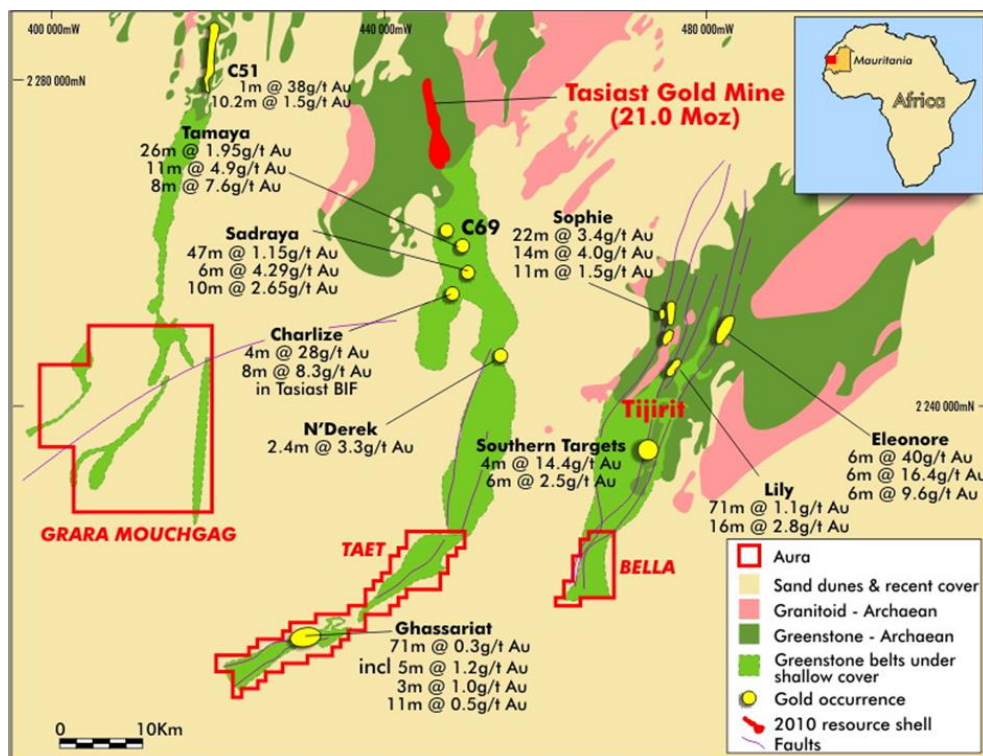 400 000mW
440 000mW
480 000mW
2 280 000mN
C51
1m @ 38g/t Au
10.2m @ 1.5g/t Au
Tasiast Gold Mine
(21.0 Moz)
Mauritania
Africa
Tamaya
26m @ 1.95g/t Au
11m @ 4.9g/t Au
8m @ 7.6g/t Au
C69
Sophie
22m @ 3.4g/t Au
14m @ 4.0g/t Au
11m @ 1.5g/t Au
Sadraya
47m @ 1.15g/t Au
6m @ 4.29g/t Au
10m @ 2.65g/t Au
Charlize
4m @ 28g/t Au
8m @ 8.3g/t Au
in Tasiast BIF
N'Derek
2.4m @ 3.3g/t Au
Tijirit
2 240 000mN
Southern Targets
4m @ 14.4g/t Au
6m @ 2.5g/t Au
Eleonore
6m @ 40g/t Au
6m @ 16.4g/t Au
6m @ 9.6g/t Au
Lily
71m @ 1.1g/t Au
16m @ 2.8g/t Au
GRARA MOUCHGAG
TAET
BELLA
Ghassariat
71m @ 0.3g/t Au
incl 5m @ 1.2g/t Au
3m @ 1.0g/t Au
11m @ 0.5g/t Au
0 10Km
Aura
Sand dunes & recent cover
Granitoid - Archaean
Greenstone - Archaean
Greenstone belts under
shallow cover
Gold occurrence
2010 resource shell
Faults